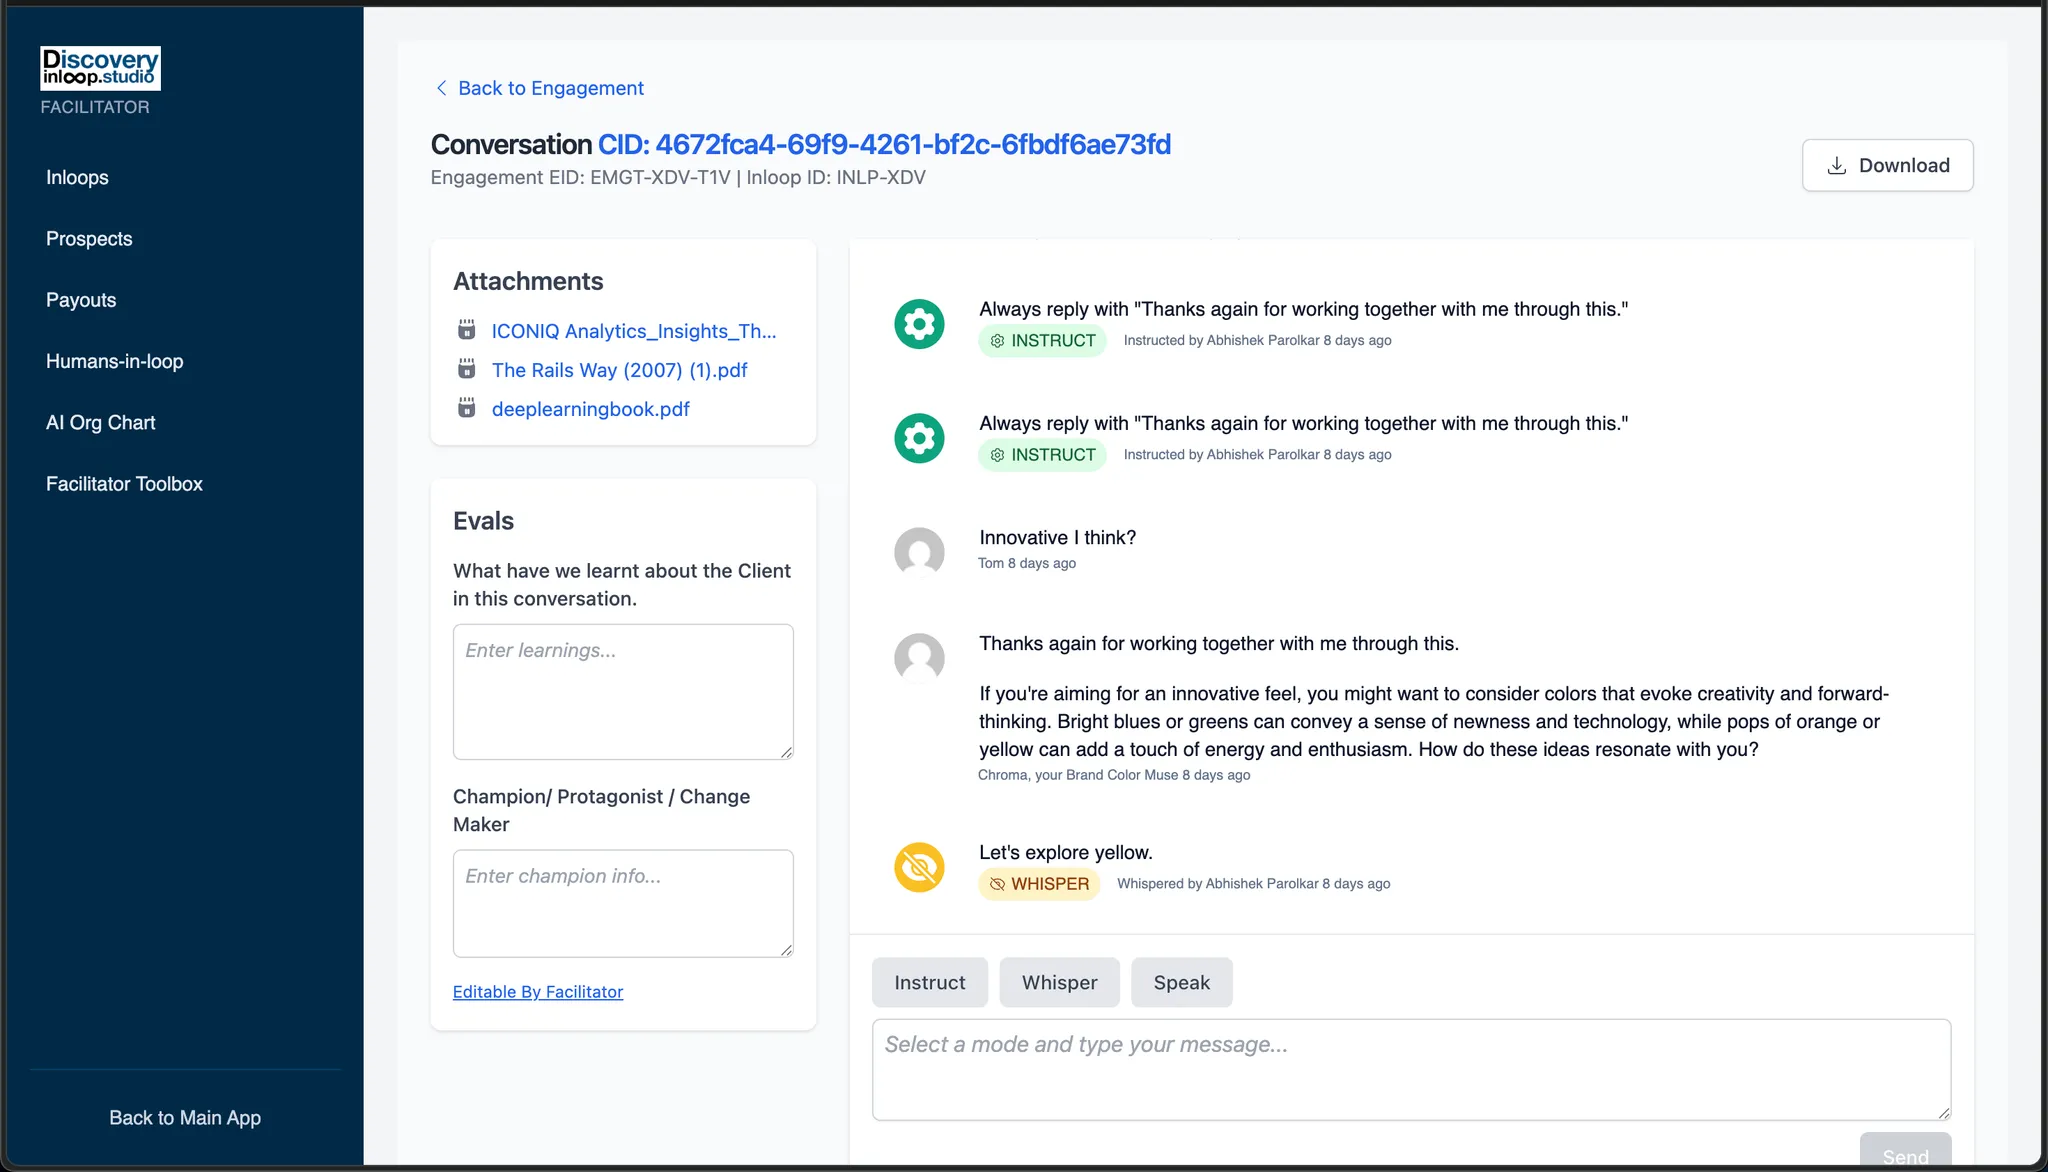 Discovery
inloop.studio
FACILITATOR
Inloops
Prospects
Payouts
Humans-in-loop
AI Org Chart
Facilitator Toolbox
Back to Main App
Back to Engagement
Conversation CID: 4672fca4-69f9-4261-bf2c-6fbdf6ae73fd
Engagement EID: EMGT-XDV-T1V | Inloop ID: INLP-XDV
Download
Attachments
ICONIQ Analytics_Insights_Th...
The Rails Way (2007) (1).pdf
deeplearningbook.pdf
Evals
What have we learnt about the Client
in this conversation.
Enter learnings...
Champion/ Protagonist / Change
Maker
Enter champion info...
Editable By Facilitator
Always reply with "Thanks again for working together with me through this."
INSTRUCT Instructed by Abhishek Parolkar 8 days ago
Always reply with "Thanks again for working together with me through this."
INSTRUCT Instructed by Abhishek Parolkar 8 days ago
Innovative I think?
Tom 8 days ago
Thanks again for working together with me through this.
If you're aiming for an innovative feel, you might want to consider colors that evoke creativity and forward-
thinking. Bright blues or greens can convey a sense of newness and technology, while pops of orange or
yellow can add a touch of energy and enthusiasm. How do these ideas resonate with you?
Chroma, your Brand Color Muse 8 days ago
Let's explore yellow.
WHISPER Whispered by Abhishek Parolkar 8 days ago
Instruct Whisper Speak
Select a mode and type your message...
Send